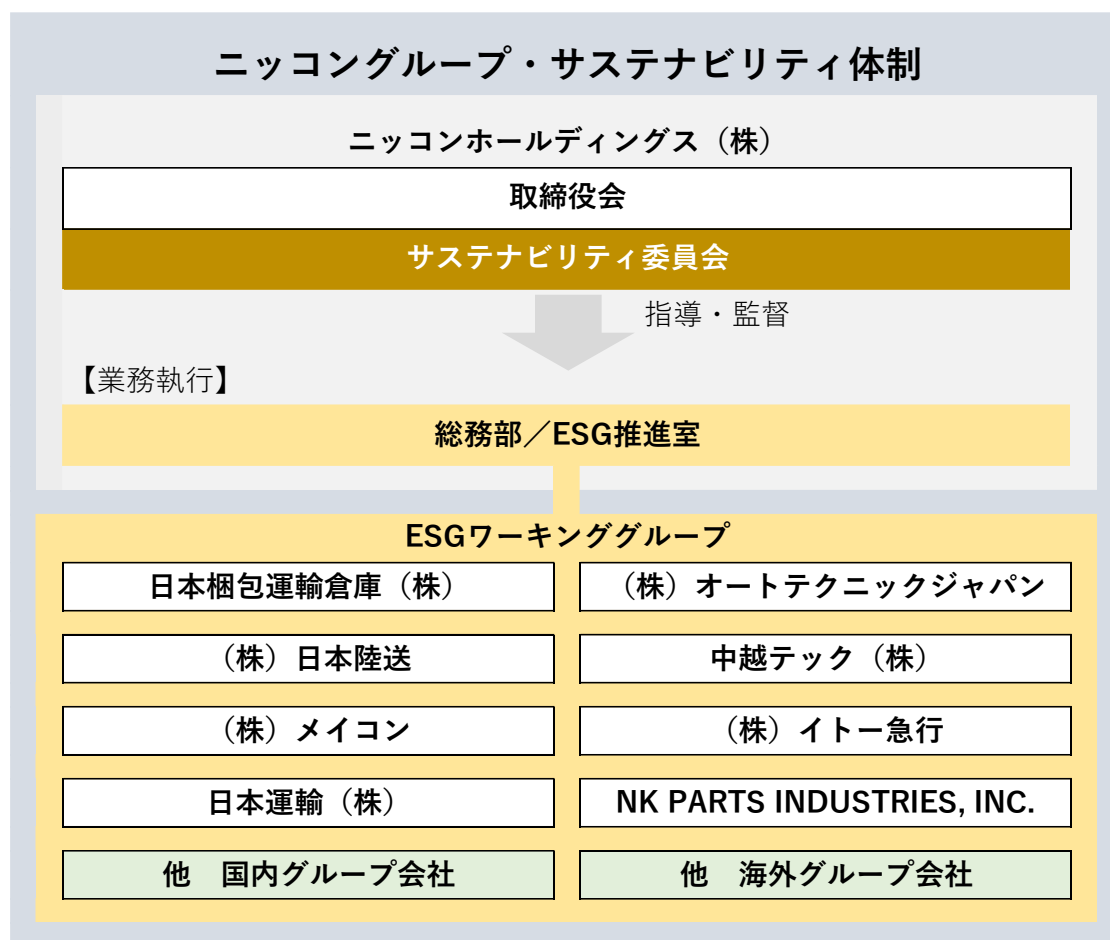 ニッコングループ・サステナビリティ体制
ニッコンホールディングス（株）
取締役会
サステナビリティ委員会
指導・監督
【業務執行】
総務部／ESG推進室
ESGワーキンググループ
日本梱包運輸倉庫（株）
（株）オートテクニックジャパン
（株）日本陸送
中越テック（株）
（株）メイコン
（株）イトー急行
日本運輸（株）
NK PARTS INDUSTRIES, INC.
他　国内グループ会社
他　海外グループ会社